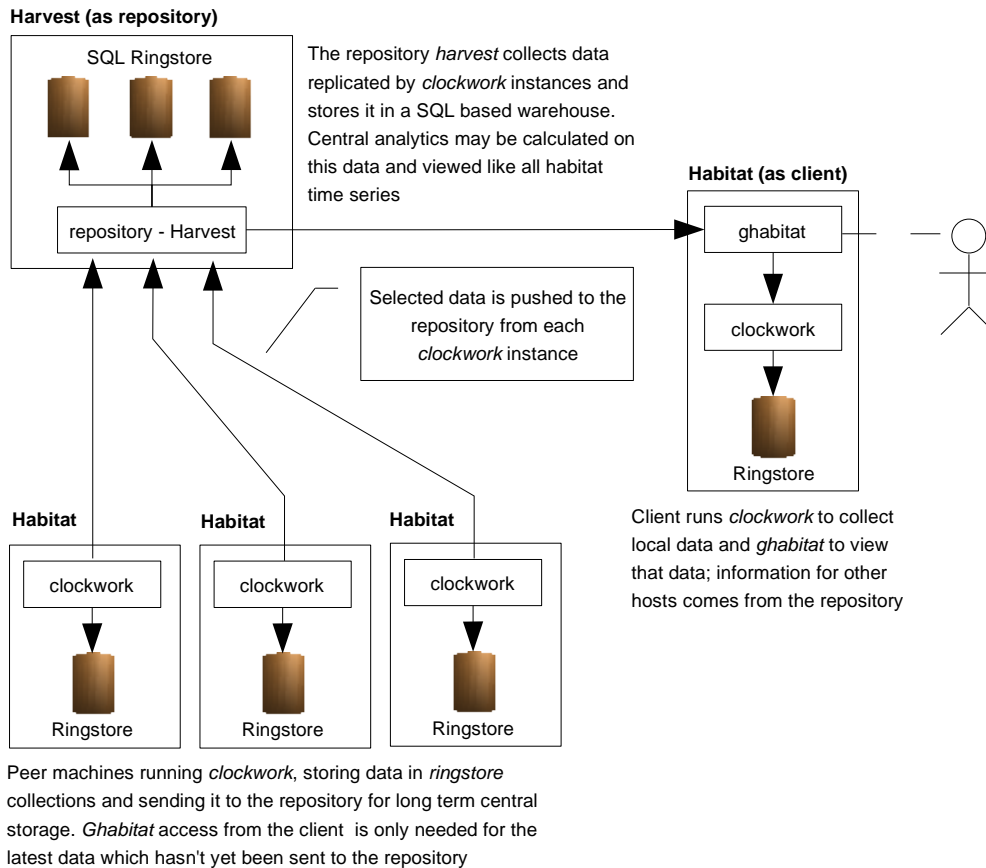 Harvest (as repository)
SQL Ringstore
repository - Harvest
The repository harvest collects data
replicated by clockwork instances and
stores it in a SQL based warehouse.
Central analytics may be calculated on
this data and viewed like all habitat
time series
Habitat (as client)
ghabitat
clockwork
Ringstore
Selected data is pushed to the
repository from each
clockwork instance
Client runs clockwork to collect
local data and ghabitat to view
that data; information for other
hosts comes from the repository
Habitat
clockwork
Ringstore
Habitat
clockwork
Ringstore
Habitat
clockwork
Ringstore
Peer machines running clockwork, storing data in ringstore
collections and sending it to the repository for long term central
storage. Ghabitat access from the client  is only needed for the
latest data which hasn't yet been sent to the repository